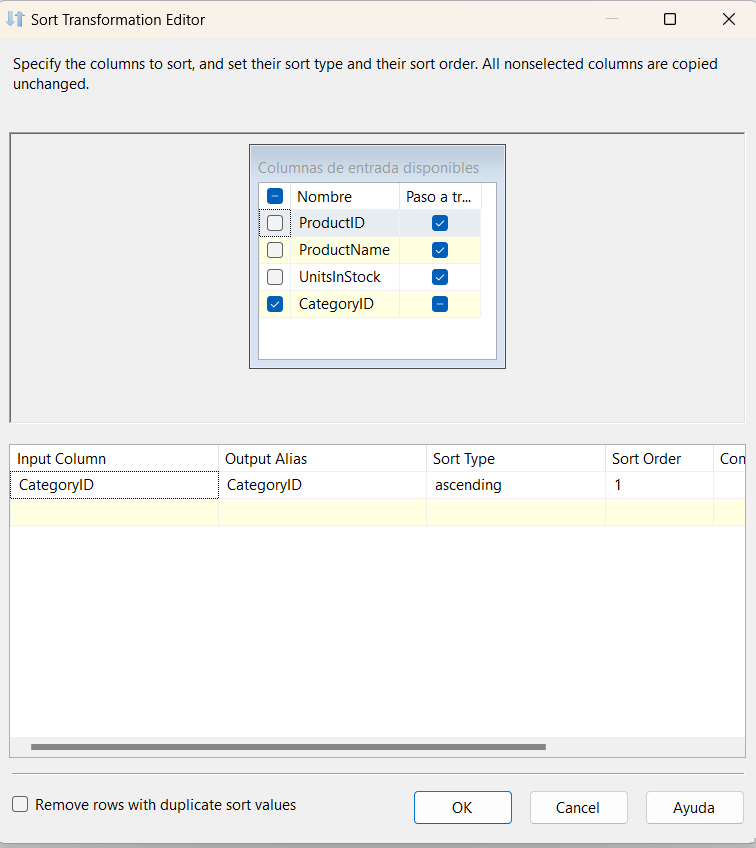 Sort Transformation Editor
Specify the columns to sort, and set their sort type and their sort order. All nonselected columns are copied
unchanged.
Columnas de entrada disponibles
Nombre Paso a tr...
ProductID
ProductName
UnitsInStock
CategoryID
Input Column Output Alias Sort Type Sort Order Con
CategoryID CategoryID ascending 1
Remove rows with duplicate sort values
OK Cancel Ayuda